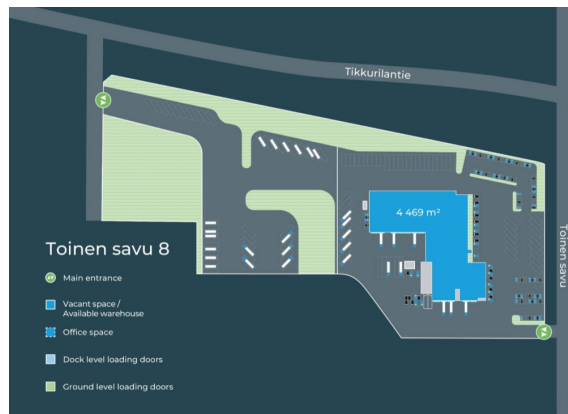 Tikkurilantie
4 469 m²
Toinen savu
Toinen savu 8
Main entrance
Vacant space /
Available warehouse
Office space
Dock level loading doors
Ground level loading doors